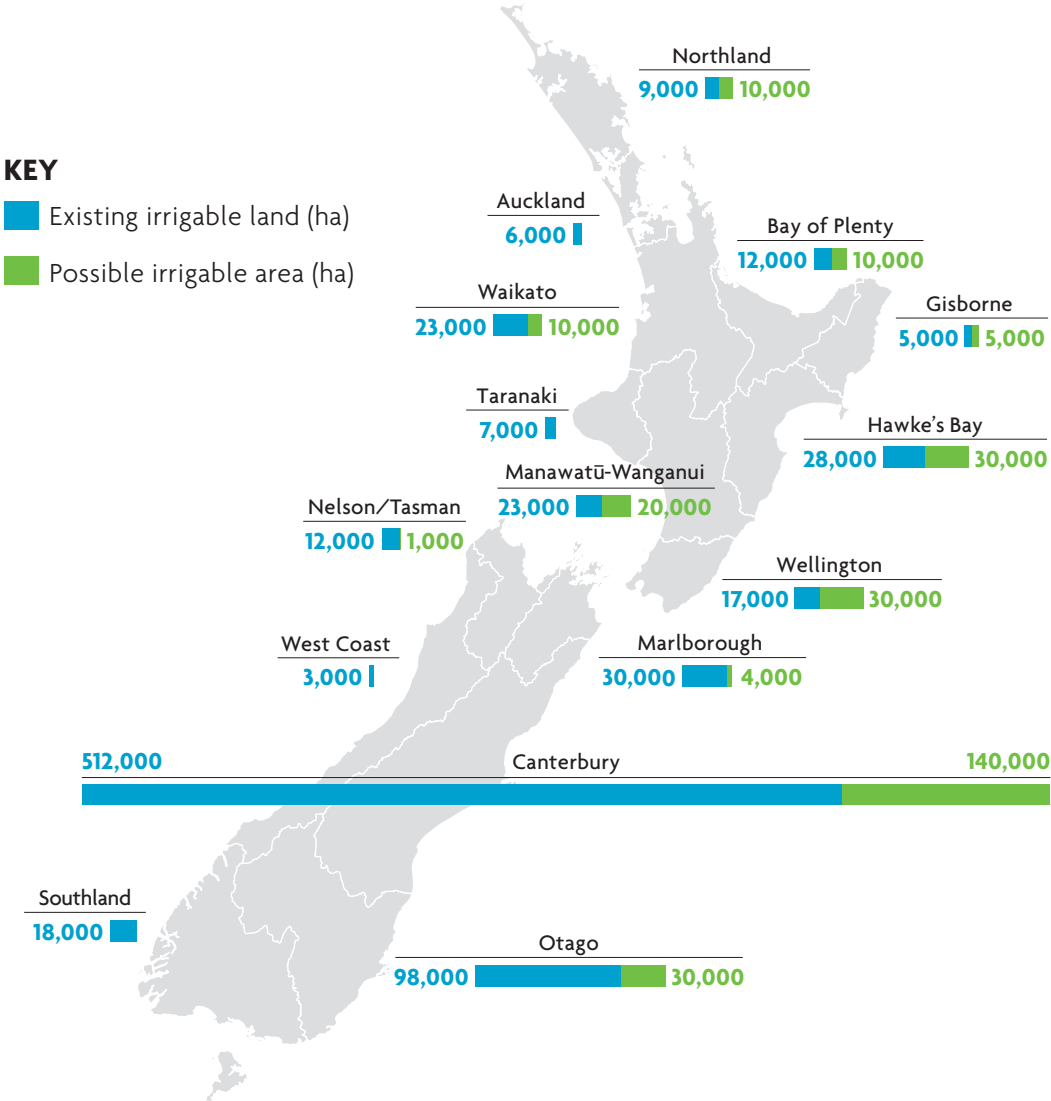 Northland
9,000 10,000
KEY
Existing irrigable land (ha)
Possible irrigable area (ha)
Auckland
6,000
Bay of Plenty
12,000 10,000
Waikato
23,000 10,000
Gisborne
5,000 5,000
Taranaki
7,000
Hawke's Bay
28,000 30,000
Manawatū-Wanganui
23,000 20,000
Nelson/Tasman
12,000 1,000
Wellington
17,000 30,000
West Coast
3,000
Marlborough
30,000 4,000
512,000 Canterbury 140,000
Southland
18,000
Otago
98,000 30,000